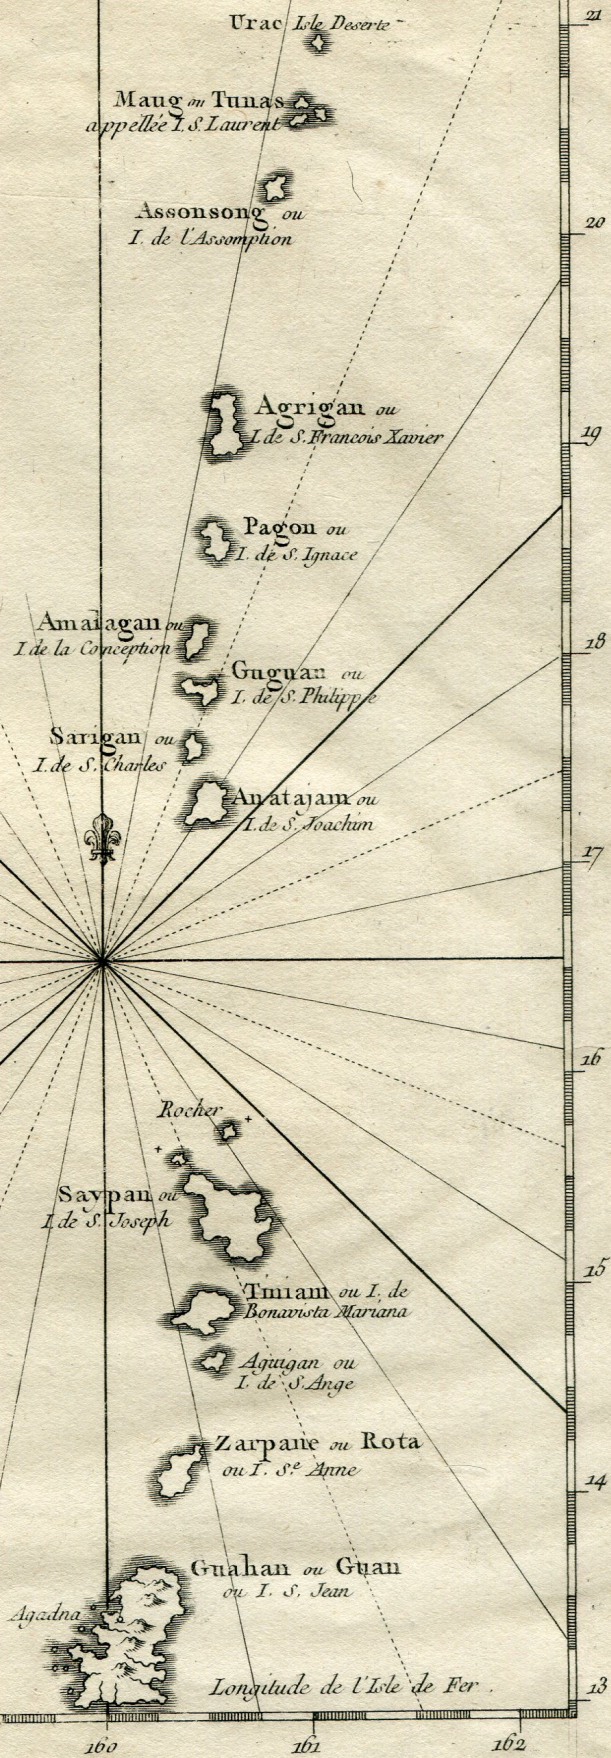 21
Urac Isle Deserte
Maug ou Tunas
appellée I. S. Laurent
20
Assonsong ou
I. de l'Assomption
Agrigan ou
I. de S. Francois Xavier
19
Pagon ou
I. de S. Ignace
Amalagan ou
I de la Conception
18
Guguan ou
I. de S. Philippe
Sarigan ou
I. de S. Charles
Anatajam ou
I. de S. Joachim
17
16
Rocher
Saypan ou
I. de S. Joseph
15
Tiniam ou I. de
Bonavista Mariana
Aguigan ou
I. de S. Ange
Zarpane ou Rota
ou I. Se. Anne
14
Guahan ou Guan
ou I. S. Jean
Agadna
Longitude de l'Isle de Fer.
13
160 161 162